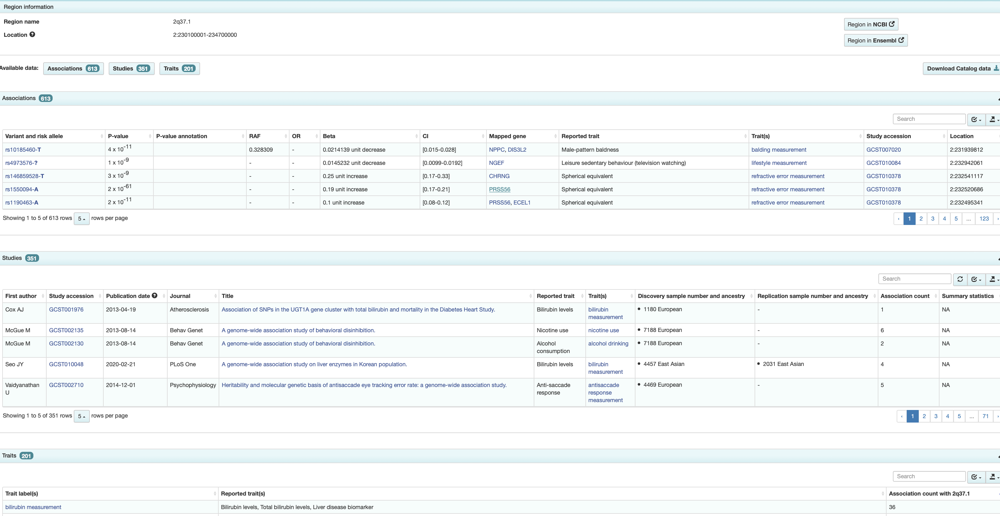 Region information
Region name 2q37.1 Region in NCBI
Location 2:230100001-234700000
Region in Ensembl
Available data: Associations 613 Studies 351 Traits 201 Download Catalog data
Associations 613
Search
Variant and risk allele P-value P-value annotation RAF OR Beta CI Mapped gene Reported trait Trait(s) Study accession Location
rs10185460-T 4 x 10-11 0.328309 - 0.0214139 unit decrease [0.015-0.028] NPPC, DIS3L2 Male-pattern baldness balding measurement GCST007020 2:231939812
rs4973576-? 1 x 10-9 - - 0.0145232 unit decrease [0.0099-0.0192] NGEF Leisure sedentary behaviour (television watching) lifestyle measurement GCST010084 2:232942061
rs146859528-T 3 x 10-9 - - 0.25 unit increase [0.17-0.33] CHRNG Spherical equivalent refractive error measurement GCST010378 2:232541117
rs1550094-A 2 x 10-61 - - 0.19 unit increase [0.17-0.21] PRSS56 Spherical equivalent refractive error measurement GCST010378 2:232520686
rs1190463-A 2 x 10-11 - - 0.1 unit increase [0.08-0.12] PRSS56, ECEL1 Spherical equivalent refractive error measurement GCST010378 2:232495341
Showing 1 to 5 of 613 rows 5 rows per page ‹ 1 2 3 4 5 ... 123 ›
Studies 351
Search
First author Study accession Publication date Journal Title Reported trait Trait(s) Discovery sample number and ancestry Replication sample number and ancestry Association count Summary statistics
Cox AJ GCST001976 2013-04-19 Atherosclerosis Association of SNPs in the UGT1A gene cluster with total bilirubin and mortality in the Diabetes Heart Study. Bilirubin levels bilirubin • 1180 European - 1 NA
measurement
McGue M GCST002135 2013-08-14 Behav Genet A genome-wide association study of behavioral disinhibition. Nicotine use nicotine use • 7188 European - 6 NA
McGue M GCST002130 2013-08-14 Behav Genet A genome-wide association study of behavioral disinhibition. Alcohol alcohol drinking • 7188 European - 2 NA
consumption
Seo JY GCST010048 2020-02-21 PLoS One A genome-wide association study on liver enzymes in Korean population. Bilirubin levels bilirubin • 4457 East Asian • 2031 East Asian 4 NA
measurement
Vaidyanathan GCST002710 2014-12-01 Psychophysiology Heritability and molecular genetic basis of antisaccade eye tracking error rate: a genome-wide association study. Anti-saccade antisaccade • 4469 European - 5 NA
U response response
measurement
Showing 1 to 5 of 351 rows 5 rows per page ‹ 1 2 3 4 5 ... 71 ›
Traits 201
Search
Trait label(s) Reported trait(s) Association count with 2q37.1
bilirubin measurement Bilirubin levels, Total bilirubin levels, Liver disease biomarker 36